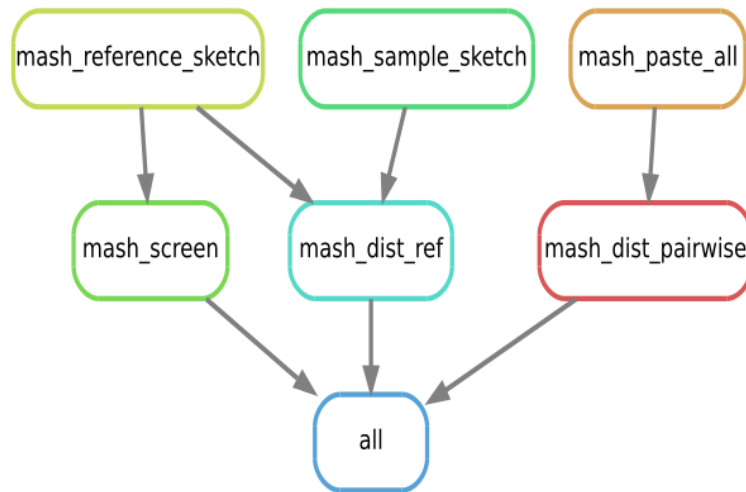 mash_reference_sketch
mash_sample_sketch
mash_paste_all
mash_screen
mash_dist_ref
mash_dist_pairwise
all